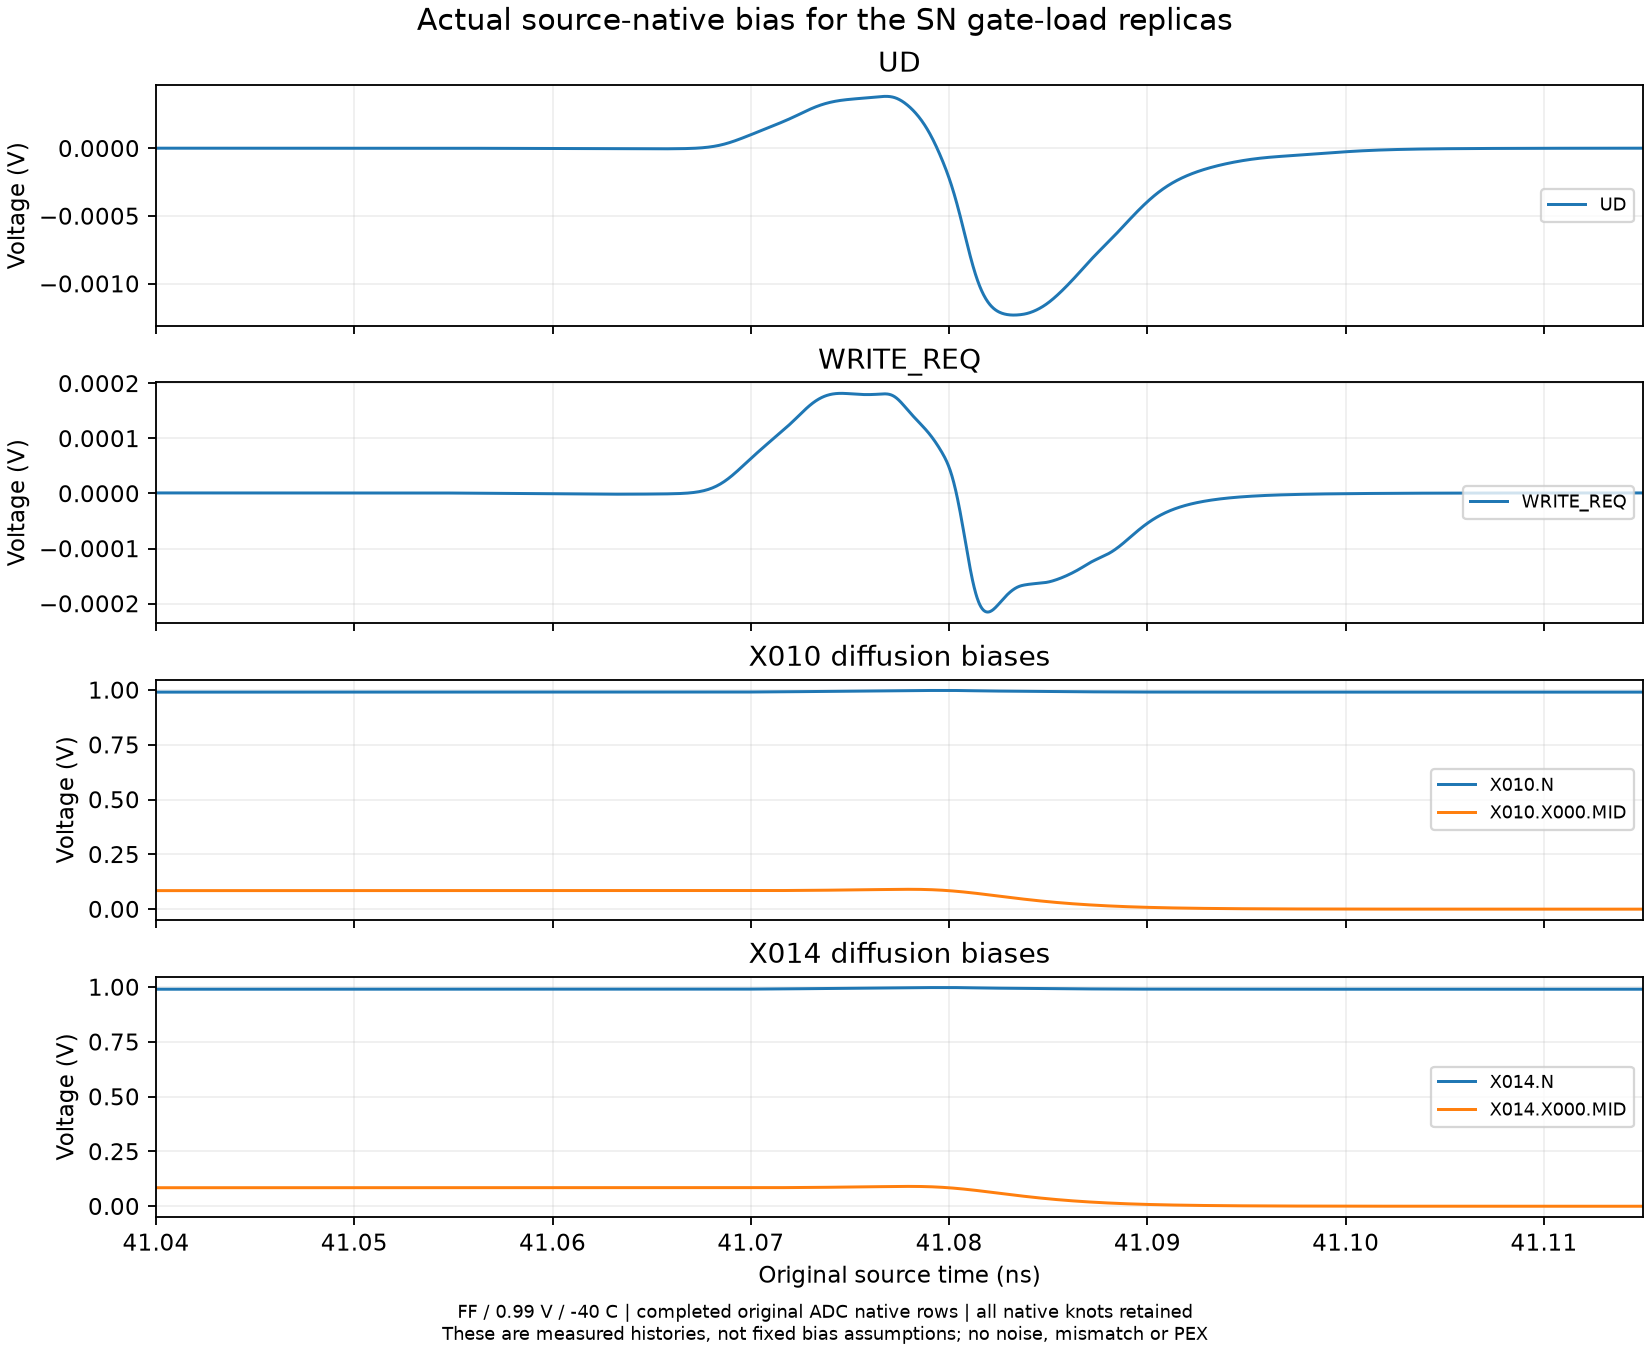 Actual source-native bias for the SN gate-load replicas
UD
Voltage (V)
0.0000
−0.0005
−0.0010
UD
WRITE_REQ
Voltage (V)
0.0002
0.0001
0.0000
−0.0001
−0.0002
WRITE_REQ
X010 diffusion biases
Voltage (V)
1.00
0.75
0.50
0.25
0.00
X010.N
X010.X000.MID
X014 diffusion biases
Voltage (V)
1.00
0.75
0.50
0.25
0.00
X014.N
X014.X000.MID
41.04 41.05 41.06 41.07 41.08 41.09 41.10 41.11
Original source time (ns)
FF / 0.99 V / -40 C | completed original ADC native rows | all native knots retained
These are measured histories, not fixed bias assumptions; no noise, mismatch or PEX